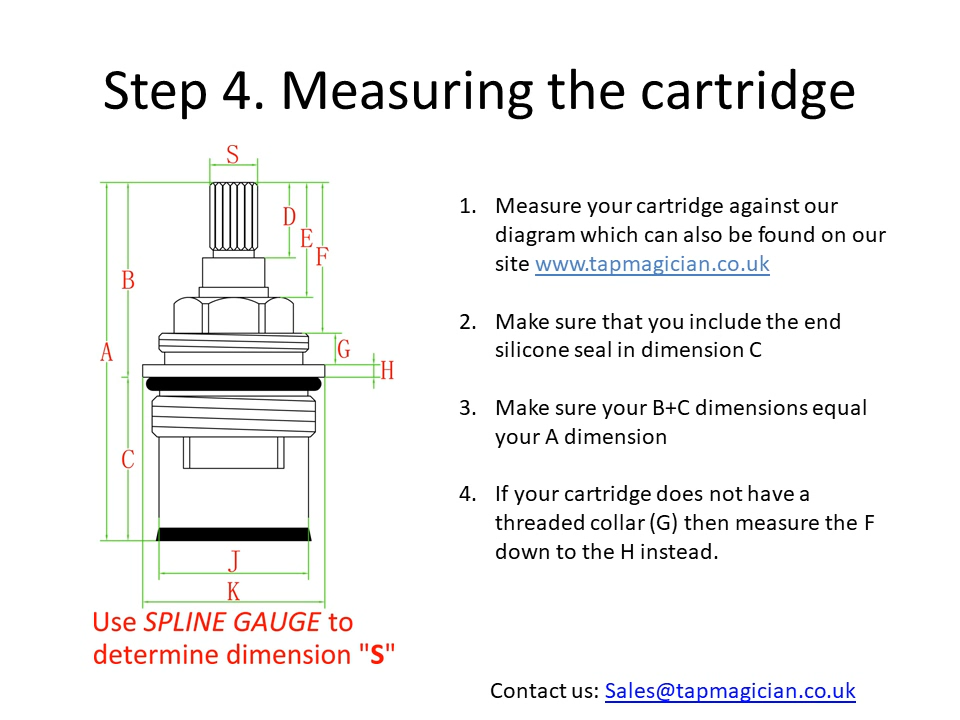 Step 4. Measuring the cartridge
S
D
E
F
B
A
G
H
C
J
K
Use SPLINE GAUGE to
determine dimension "S"
1. Measure your cartridge against our
diagram which can also be found on our
site www.tapmagician.co.uk
2. Make sure that you include the end
silicone seal in dimension C
3. Make sure your B+C dimensions equal
your A dimension
4. If your cartridge does not have a
threaded collar (G) then measure the F
down to the H instead.
Contact us: Sales@tapmagician.co.uk